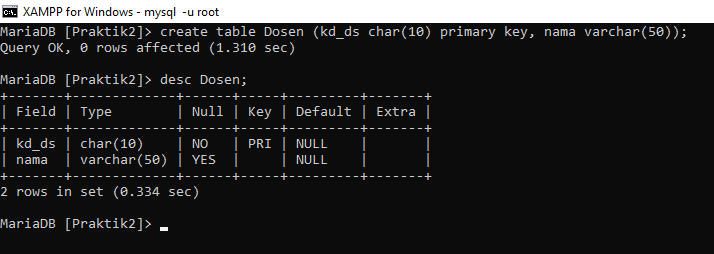 XAMPP for Windows - mysql  -u root
MariaDB [Praktik2]> create table Dosen (kd_ds char(10) primary key, nama varchar(50));
Query OK, 0 rows affected (1.310 sec)
MariaDB [Praktik2]> desc Dosen;
+-------+-------------+------+-----+---------+-------+
| Field | Type        | Null | Key | Default | Extra |
+-------+-------------+------+-----+---------+-------+
| kd_ds | char(10)    | NO   | PRI | NULL    |       |
| nama  | varchar(50) | YES  |     | NULL    |       |
+-------+-------------+------+-----+---------+-------+
2 rows in set (0.334 sec)
MariaDB [Praktik2]> _